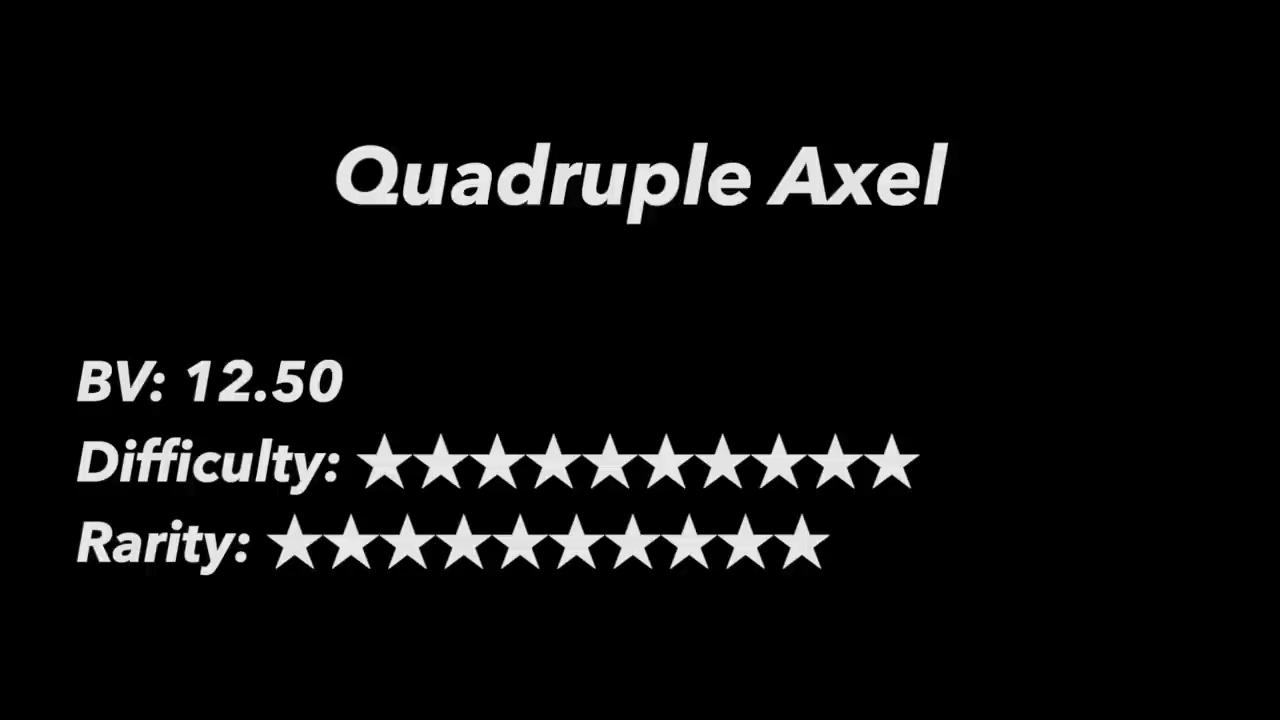 Quadruple Axel
BV: 12.50
Difficulty: ★★★★★★★★★★
Rarity: ★★★★★★★★★★